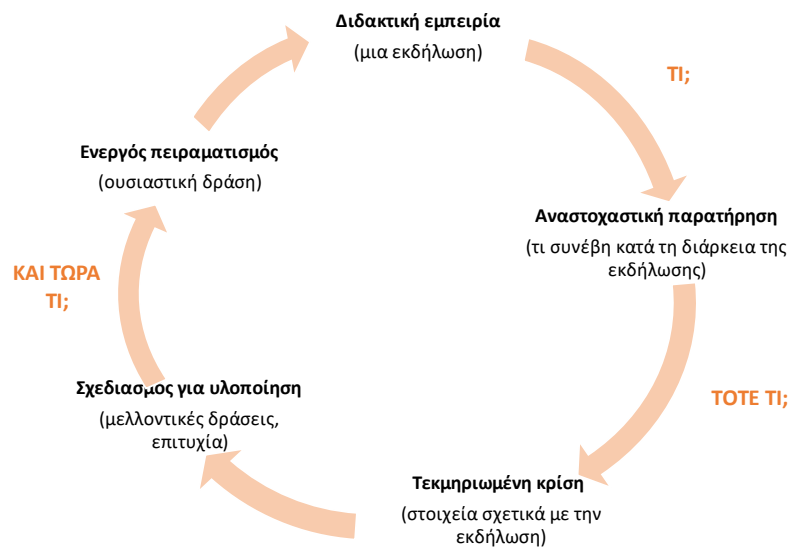 Διδακτική εμπειρία
(μια εκδήλωση)
ΤΙ;
Αναστοχαστική παρατήρηση
(τι συνέβη κατά τη διάρκεια της
εκδήλωσης)
ΤΟΤΕ ΤΙ;
Τεκμηριωμένη κρίση
(στοιχεία σχετικά με την
εκδήλωση)
Σχεδιασμος για υλοποίηση
(μελλοντικές δράσεις,
επιτυχία)
ΚΑΙ ΤΩΡΑ
ΤΙ;
Ενεργός πειραματισμός
(ουσιαστική δράση)